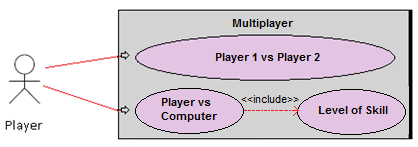 Multiplayer
Player 1 vs Player 2
Player vs
Computer
<<include>>
Level of Skill
Player